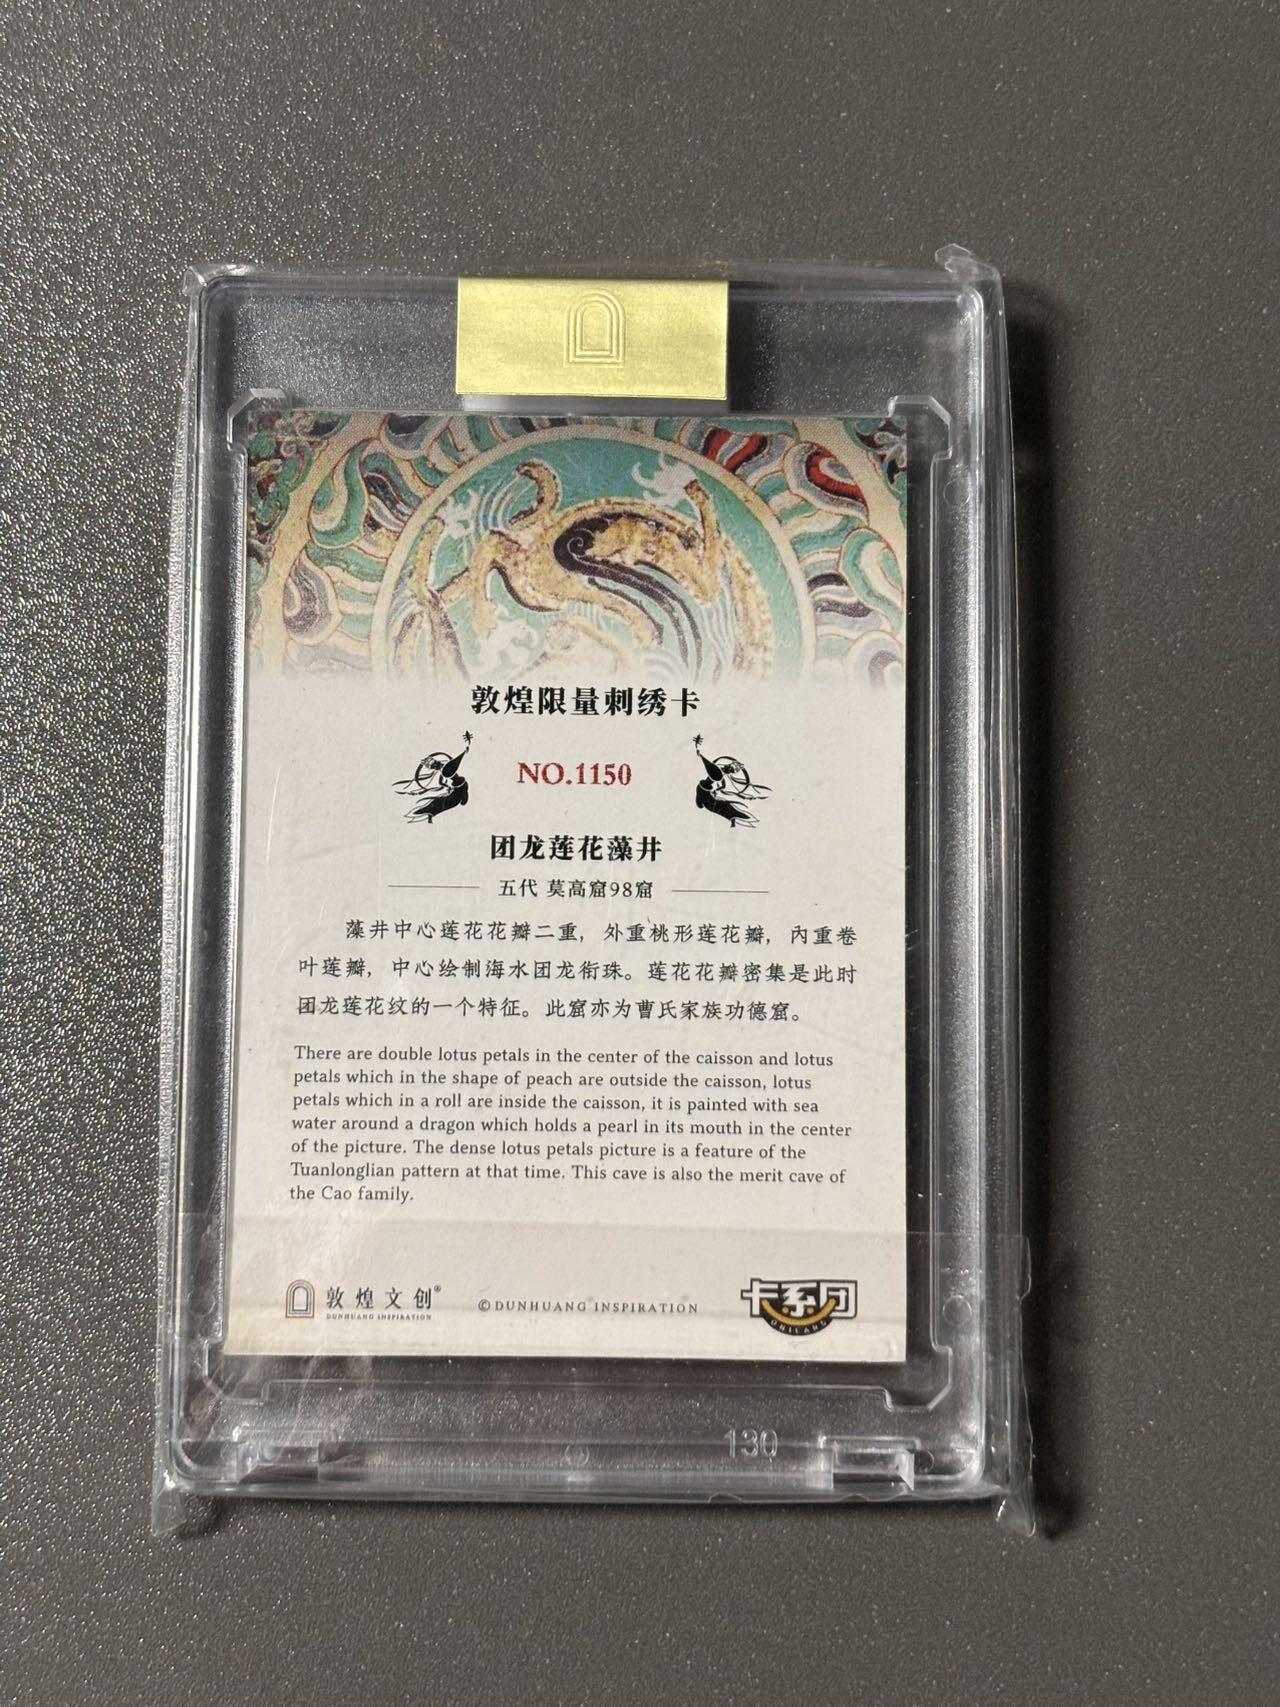 敦煌限量刺绣卡
NO.1150
团龙莲花藻井
五代 莫高窟98窟
藻井中心莲花花瓣二重，外重桃形莲花瓣，内重卷
叶莲瓣，中心绘制海水团龙衔珠。莲花花瓣密集是此时
团龙莲花纹的一个特征。此窟亦为曹氏家族功德窟。
There are double lotus petals in the center of the caisson and lotus
petals which in the shape of peach are outside the caisson, lotus
petals which in a roll are inside the caisson, it is painted with sea
water around a dragon which holds a pearl in its mouth in the center
of the picture. The dense lotus petals picture is a feature of the
Tuanlonglian pattern at that time. This cave is also the merit cave of
the Cao family.
敦煌文创®
DUNHUANG INSPIRATION
©DUNHUANG INSPIRATION
卡系团
ONILAND
130